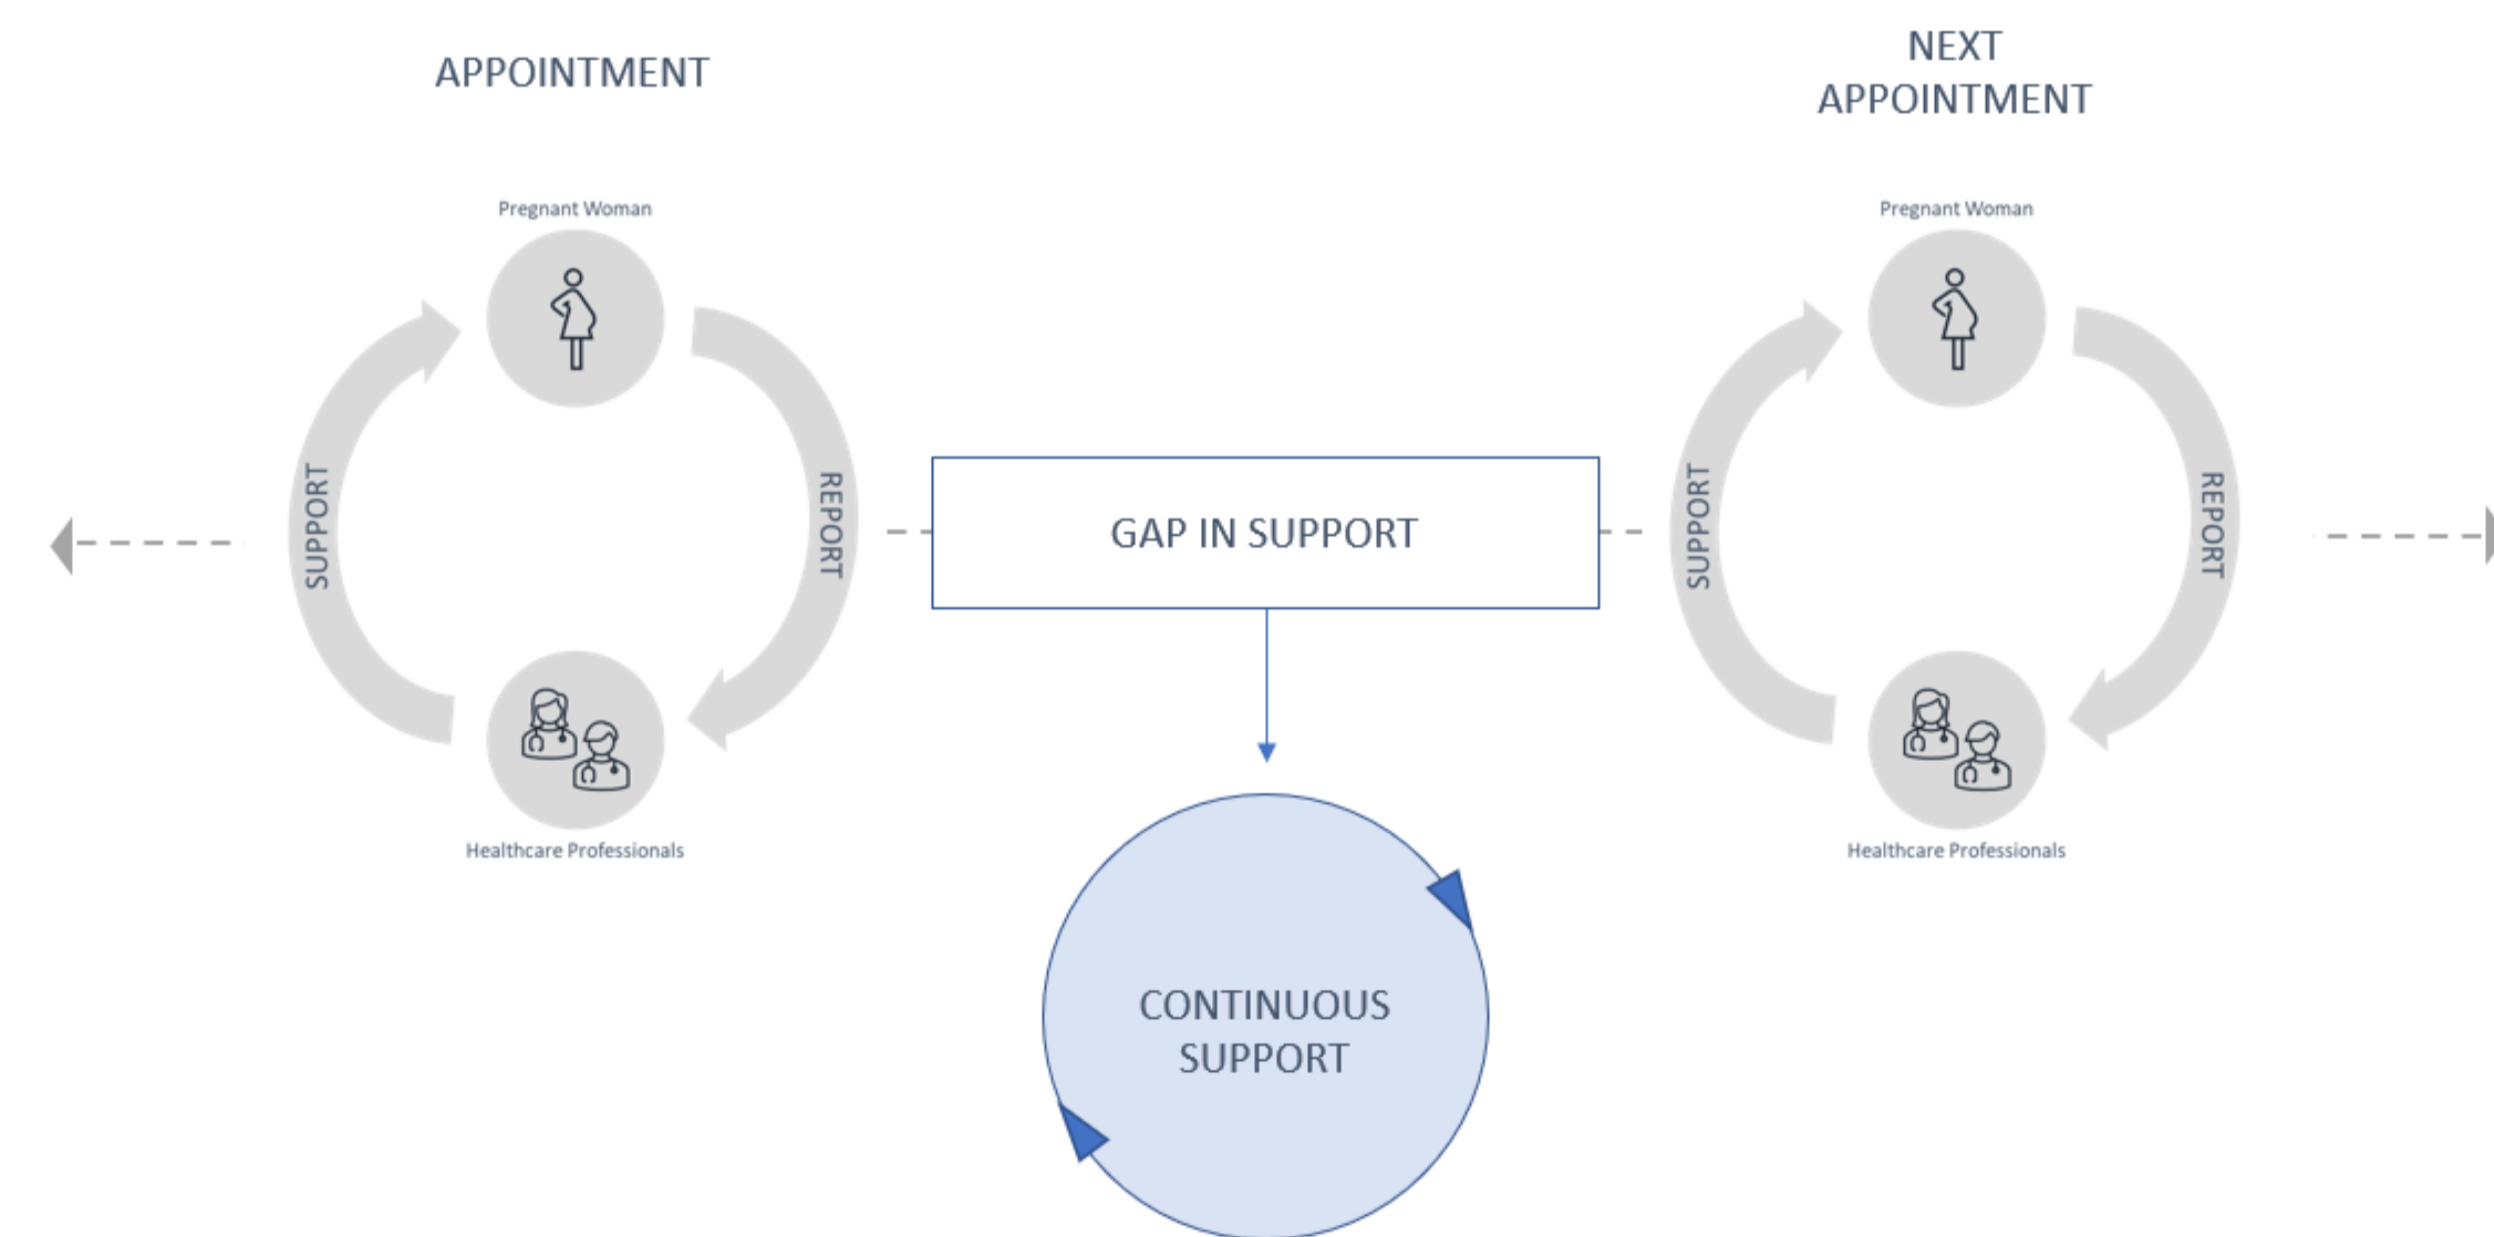 APPOINTMENT
NEXT
APPOINTMENT
Pregnant Woman
Pregnant Woman
SUPPORT
REPORT
GAP IN SUPPORT
SUPPORT
REPORT
Healthcare Professionals
Healthcare Professionals
CONTINUOUS
SUPPORT